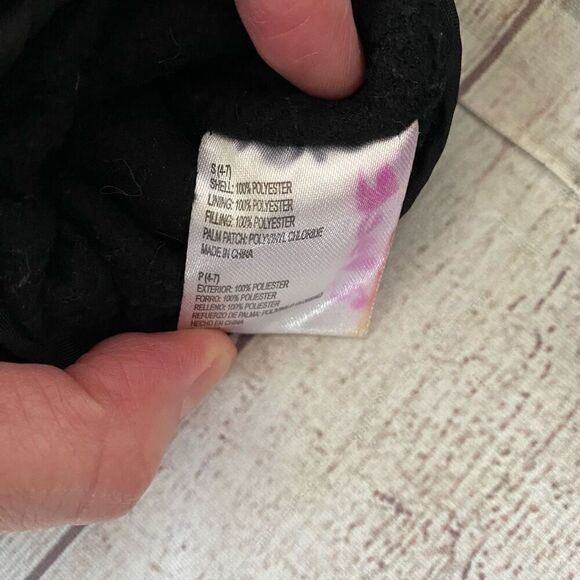 S (4-7)
SHELL: 100% POLYESTER
LINING: 100% POLYESTER
FILLING: 100% POLYESTER
PALM PATCH: POLYVINYL CHLORIDE
MADE IN CHINA
P (4-7)
EXTERIOR: 100% POLIESTER
FORRO: 100% POLIESTER
RELLENO: 100% POLIESTER
REFUERZO DE PALMA:
HECHO EN CHINA